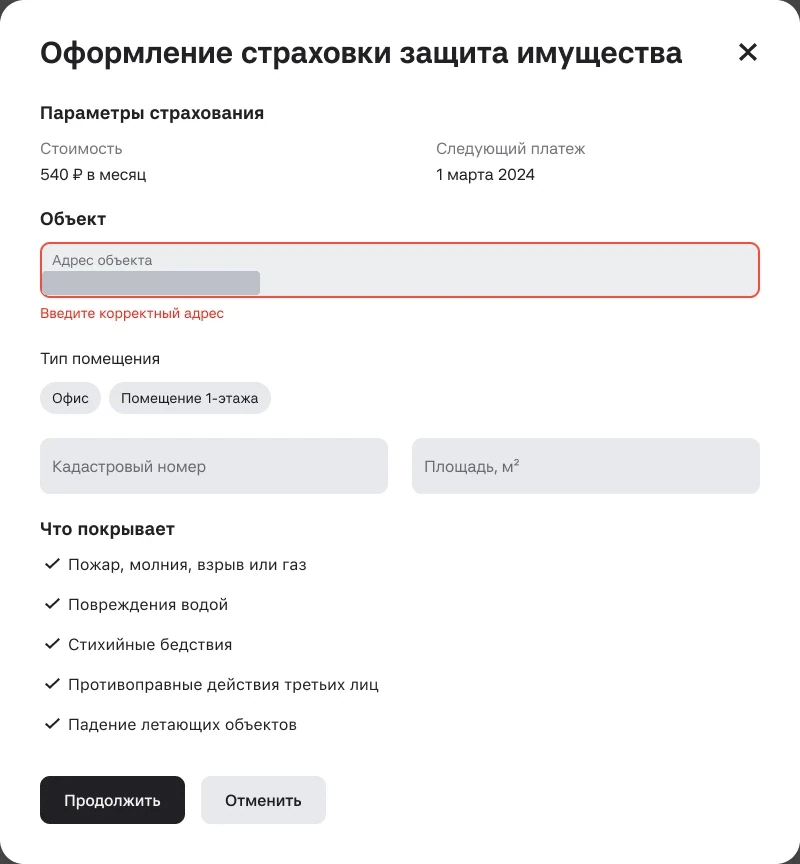 Оформление страховки защита имущества
Параметры страхования
Стоимость
Следующий платеж
540 ₽ в месяц
1 марта 2024
Объект
Адрес объекта
Введите корректный адрес
Тип помещения
Офис
Помещение 1-этажа
Кадастровый номер
Площадь, м²
Что покрывает
Пожар, молния, взрыв или газ
Повреждения водой
Стихийные бедствия
Противоправные действия третьих лиц
Падение летающих объектов
Продолжить
Отменить